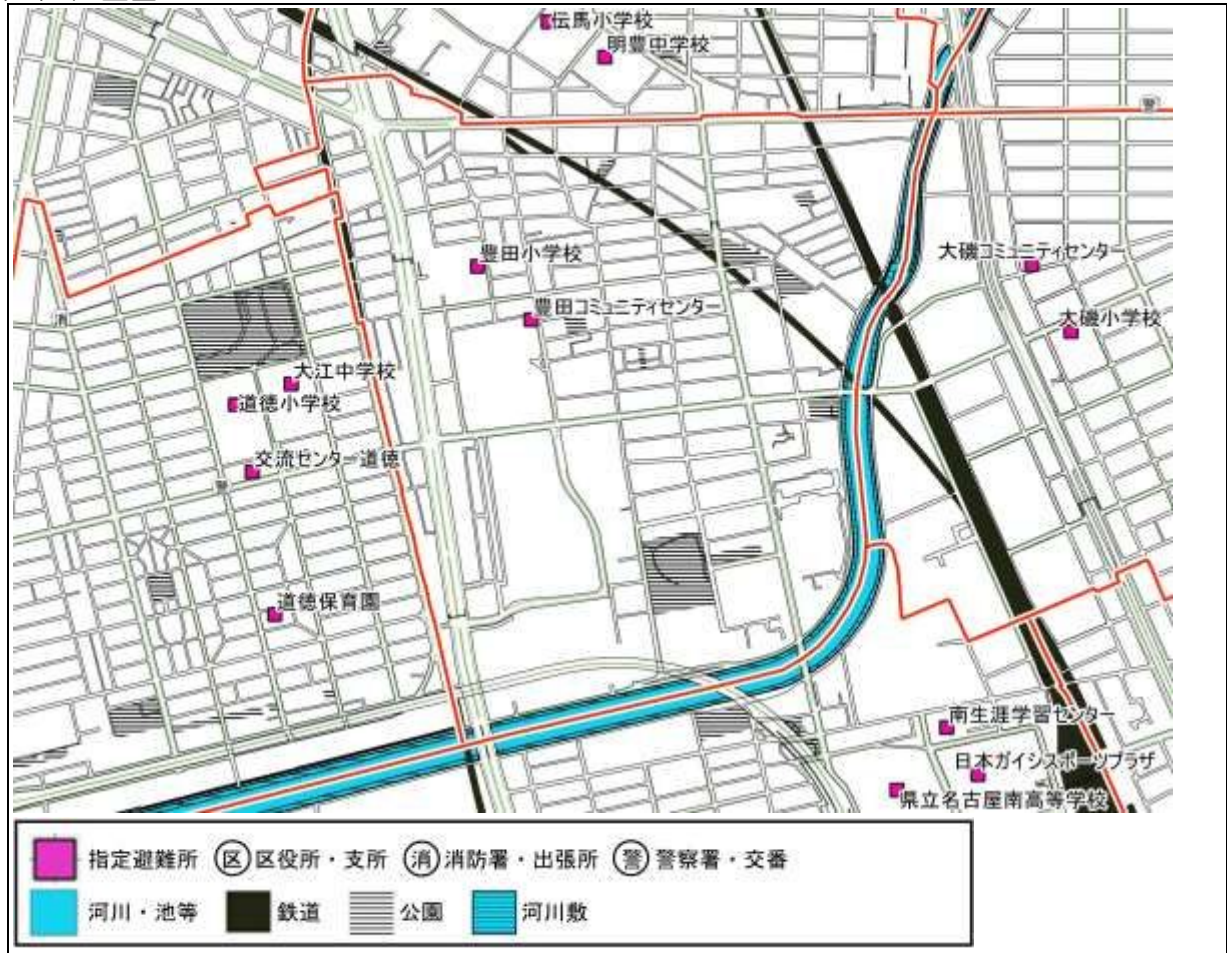 伝馬小学校
明豊中学校
警
大磯コミュニティセンター
豊田小学校
豊田コミュニティセンター
消
大磯小学校
大江中学校
道徳小学校
交流センター道徳
道徳保育園
南生涯学習センター
日本ガイシスポーツプラザ
県立名古屋南高等学校
指定避難所 区 区役所・支所 消 消防署・出張所 警 警察署・交番
河川・池等 鉄道 公園 河川敷